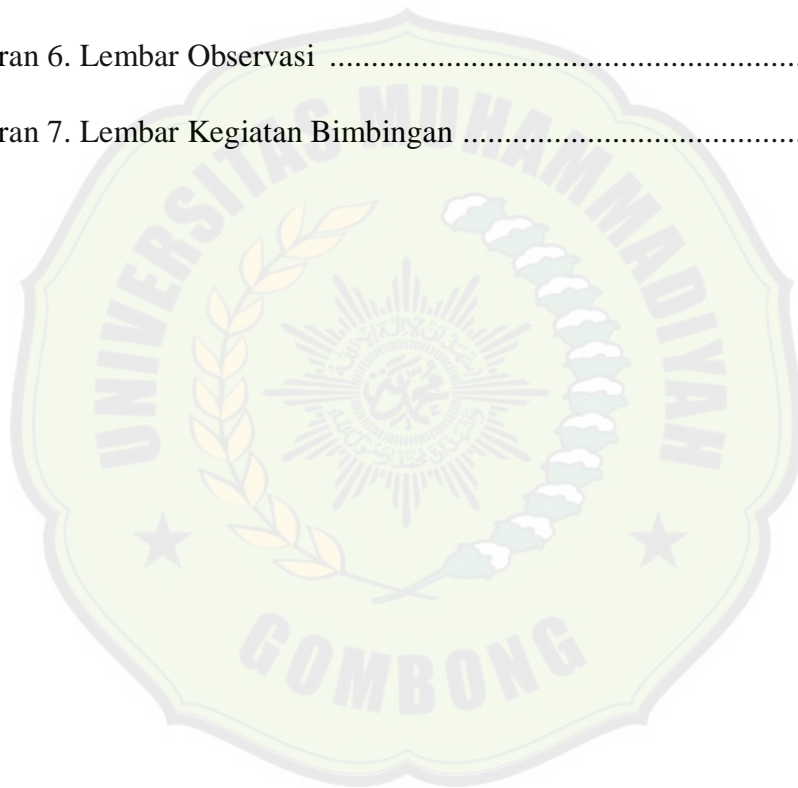 ran 6. Lembar Observasi ..........................................................
ran 7. Lembar Kegiatan Bimbingan .........................................
UNIVERSITAS MUHAMMADIYAH
GOMBONG